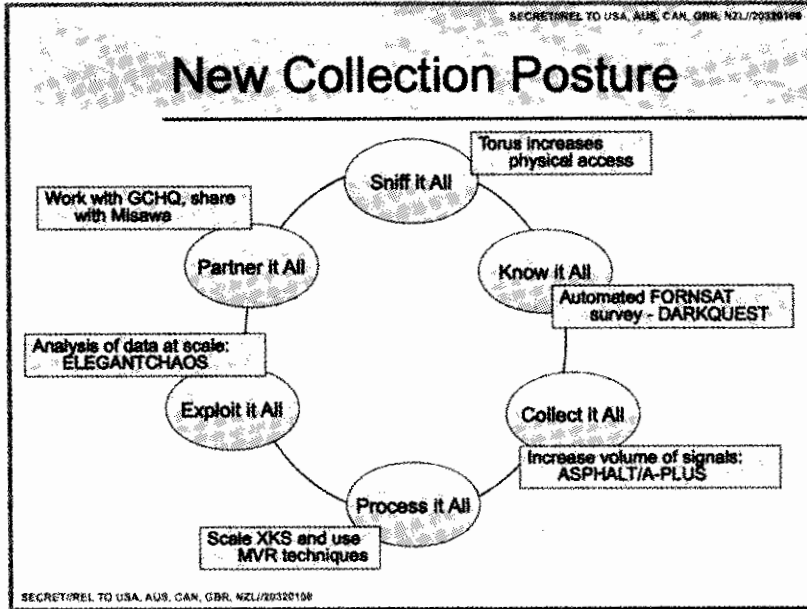 SECRET//REL TO USA, AUS, CAN, GBR, NZL//20320108
New Collection Posture
Torus increases
physical access
Sniff it All
Work with GCHQ, share
with Misawa
Partner it All
Know it All
Automated FORNSAT
survey - DARKQUEST
Analysis of data at scale:
ELEGANTCHAOS
Exploit it All
Collect it All
Increase volume of signals:
ASPHALT/A-PLUS
Process it All
Scale XKS and use
MVR techniques
SECRET//REL TO USA, AUS, CAN, GBR, NZL//20320108